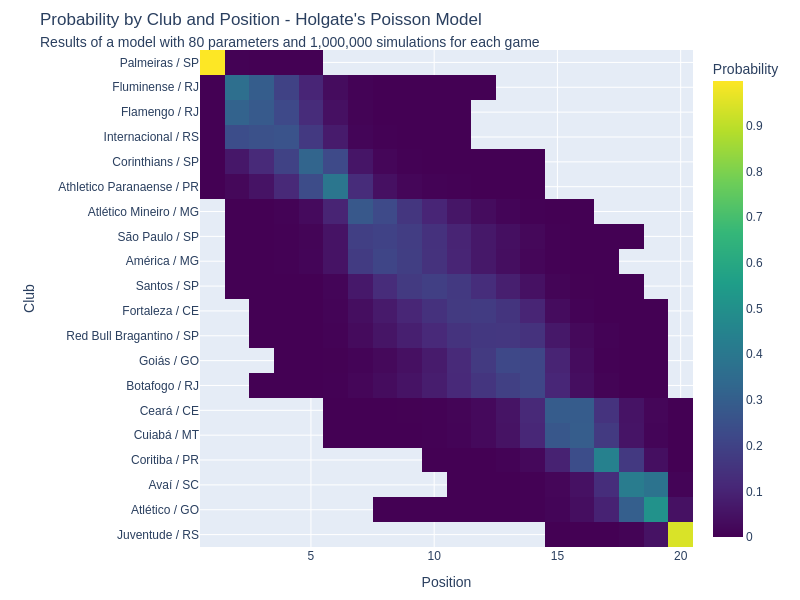 Probability by Club and Position - Holgate's Poisson Model
Results of a model with 80 parameters and 1,000,000 simulations for each game
Probability
Club
Palmeiras / SP
Fluminense / RJ
Flamengo / RJ
Internacional / RS
Corinthians / SP
Athletico Paranaense / PR
Atlético Mineiro / MG
São Paulo / SP
América / MG
Santos / SP
Fortaleza / CE
Red Bull Bragantino / SP
Goiás / GO
Botafogo / RJ
Ceará / CE
Cuiabá / MT
Coritiba / PR
Avaí / SC
Atlético / GO
Juventude / RS
0.9
0.8
0.7
0.6
0.5
0.4
0.3
0.2
0.1
0
5
10
15
20
Position